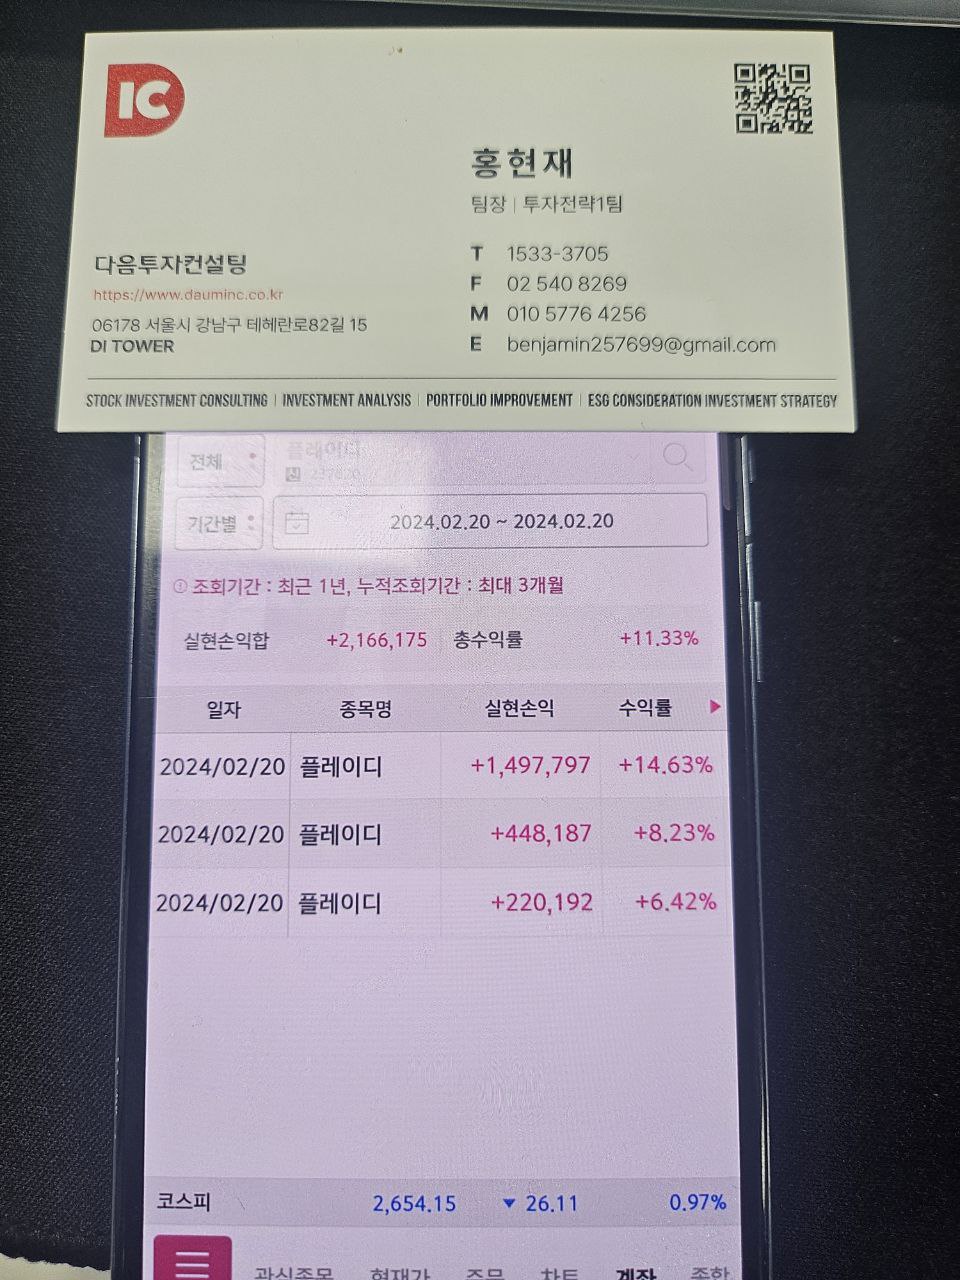 IC
홍현재
팀장 | 투자전략1팀
다음투자컨설팅
https://www.dauminc.co.kr
06178 서울시 강남구 테헤란로82길 15
DI TOWER
T 1533-3705
F 02 540 8269
M 010 5776 4256
E benjamin257699@gmail.com
STOCK INVESTMENT CONSULTING | INVESTMENT ANALYSIS | PORTFOLIO IMPROVEMENT | ESG CONSIDERATION INVESTMENT STRATEGY
전체 플레이디
기간별 2024.02.20 ~ 2024.02.20
조회기간 : 최근 1년, 누적조회기간 : 최대 3개월
실현손익합 +2,166,175 총수익률 +11.33%
일자 종목명 실현손익 수익률
2024/02/20 플레이디 +1,497,797 +14.63%
2024/02/20 플레이디 +448,187 +8.23%
2024/02/20 플레이디 +220,192 +6.42%
코스피 2,654.15 ▼ 26.11 0.97%
관심종목 현재가 주문 차트 계좌 종합